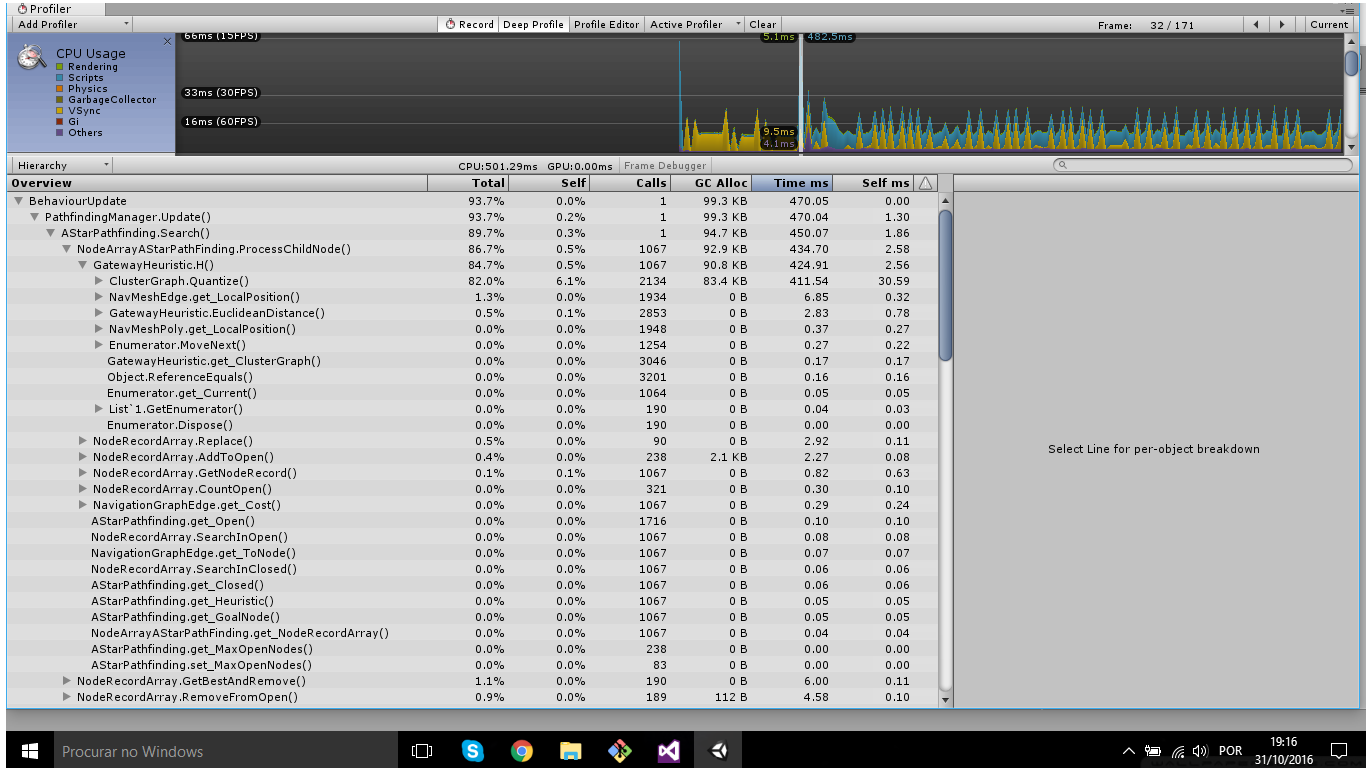 Profiler
Add Profiler Record Deep Profile Profile Editor Active Profiler Clear Frame: 32 / 171 Current
CPU Usage
Rendering
Scripts
Physics
GarbageCollector
VSync
Gi
Others
66ms (15FPS) 5.1ms 482.5ms
33ms (30FPS)
16ms (60FPS) 9.5ms
4.1ms
Hierarchy CPU:501.29ms GPU:0.00ms Frame Debugger
Overview Total Self Calls GC Alloc Time ms Self ms
BehaviourUpdate 93.7% 0.0% 1 99.3 KB 470.05 0.00
PathfindingManager.Update() 93.7% 0.2% 1 99.3 KB 470.04 1.30
AStarPathfinding.Search() 89.7% 0.3% 1 94.7 KB 450.07 1.86
NodeArrayAStarPathFinding.ProcessChildNode() 86.7% 0.5% 1067 92.9 KB 434.70 2.58
GatewayHeuristic.H() 84.7% 0.5% 1067 90.8 KB 424.91 2.56
ClusterGraph.Quantize() 82.0% 6.1% 2134 83.4 KB 411.54 30.59
NavMeshEdge.get_LocalPosition() 1.3% 0.0% 1934 0 B 6.85 0.32
GatewayHeuristic.EuclideanDistance() 0.5% 0.1% 2853 0 B 2.83 0.78
NavMeshPoly.get_LocalPosition() 0.0% 0.0% 1948 0 B 0.37 0.27
Enumerator.MoveNext() 0.0% 0.0% 1254 0 B 0.27 0.22
GatewayHeuristic.get_ClusterGraph() 0.0% 0.0% 3046 0 B 0.17 0.17
Object.ReferenceEquals() 0.0% 0.0% 3201 0 B 0.16 0.16
Enumerator.get_Current() 0.0% 0.0% 1064 0 B 0.05 0.05
List`1.GetEnumerator() 0.0% 0.0% 190 0 B 0.04 0.03
Enumerator.Dispose() 0.0% 0.0% 190 0 B 0.00 0.00
NodeRecordArray.Replace() 0.5% 0.0% 90 0 B 2.92 0.11
NodeRecordArray.AddToOpen() 0.4% 0.0% 238 2.1 KB 2.27 0.08
NodeRecordArray.GetNodeRecord() 0.1% 0.1% 1067 0 B 0.82 0.63
NodeRecordArray.CountOpen() 0.0% 0.0% 321 0 B 0.30 0.10
NavigationGraphEdge.get_Cost() 0.0% 0.0% 1067 0 B 0.29 0.24
AStarPathfinding.get_Open() 0.0% 0.0% 1716 0 B 0.10 0.10
NodeRecordArray.SearchInOpen() 0.0% 0.0% 1067 0 B 0.08 0.08
NavigationGraphEdge.get_ToNode() 0.0% 0.0% 1067 0 B 0.07 0.07
NodeRecordArray.SearchInClosed() 0.0% 0.0% 1067 0 B 0.06 0.06
AStarPathfinding.get_Closed() 0.0% 0.0% 1067 0 B 0.06 0.06
AStarPathfinding.get_Heuristic() 0.0% 0.0% 1067 0 B 0.05 0.05
AStarPathfinding.get_GoalNode() 0.0% 0.0% 1067 0 B 0.05 0.05
NodeArrayAStarPathFinding.get_NodeRecordArray() 0.0% 0.0% 1067 0 B 0.04 0.04
AStarPathfinding.get_MaxOpenNodes() 0.0% 0.0% 238 0 B 0.00 0.00
AStarPathfinding.set_MaxOpenNodes() 0.0% 0.0% 83 0 B 0.00 0.00
NodeRecordArray.GetBestAndRemove() 1.1% 0.0% 190 0 B 6.00 0.11
NodeRecordArray.RemoveFromOpen() 0.9% 0.0% 189 112 B 4.58 0.10
Select Line for per-object breakdown
Procurar no Windows POR 19:16
31/10/2016